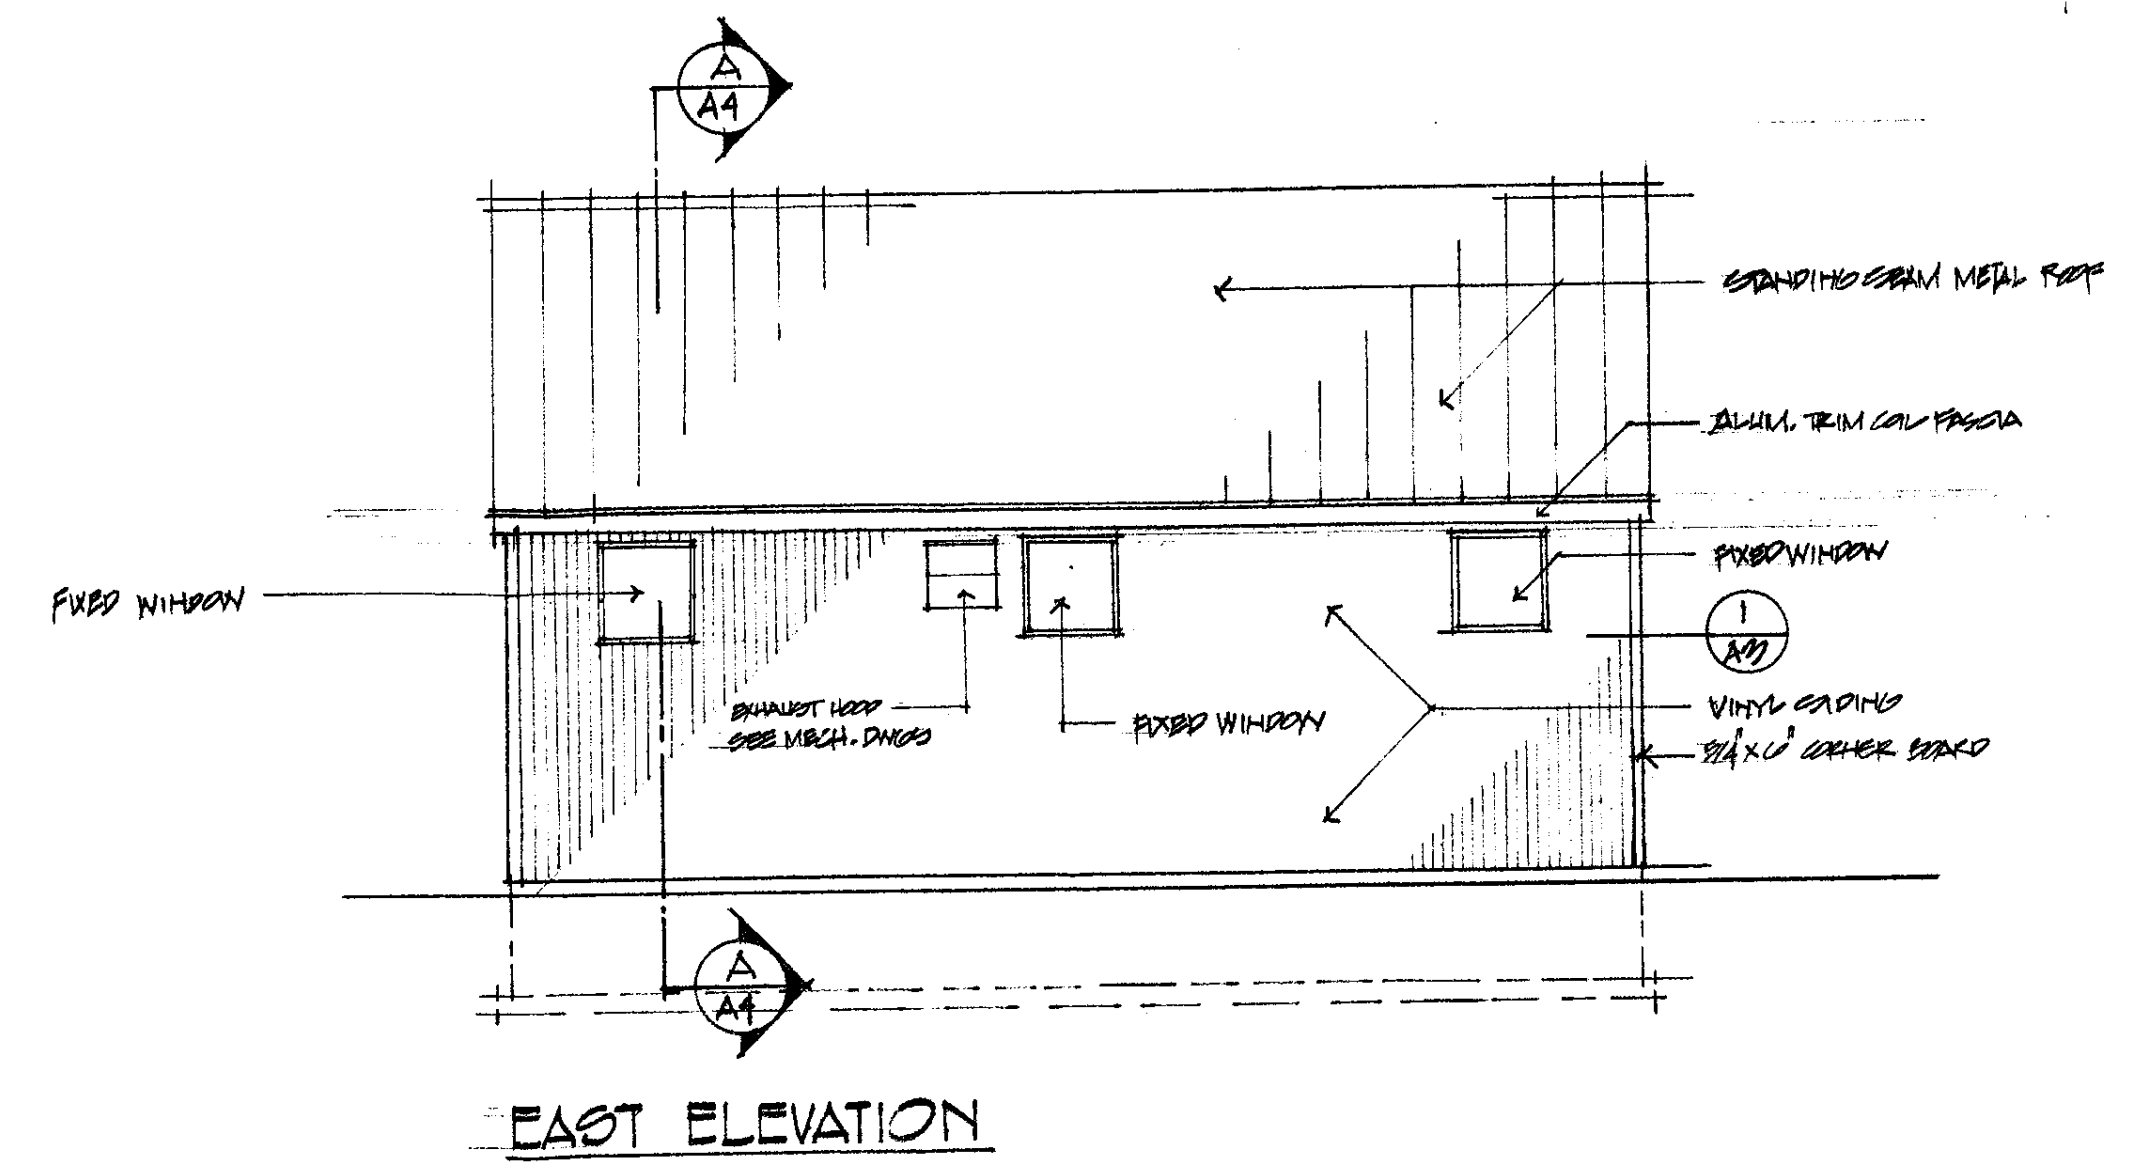 A
A4
STANDING SEAM METAL ROOF
ALUM. TRIM COIL FASCIA
FIXED WINDOW
FIXED WINDOW
1
A3
EXHAUST HOOD
SEE MECH. DWGS
FIXED WINDOW
VINYL SIDING
5/4" X 6" CORNER BOARD
A
A4
EAST ELEVATION